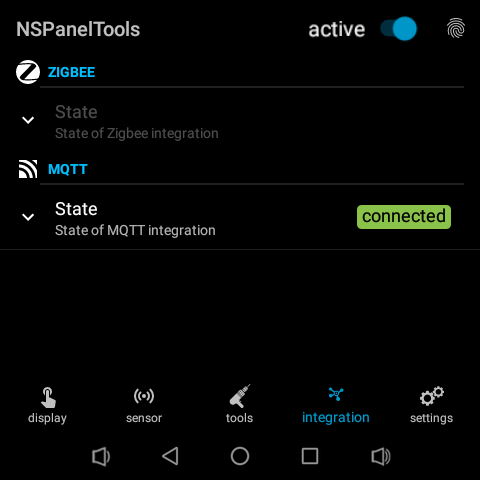 NSPanelTools
active
ZIGBEE
State
State of Zigbee integration
MQTT
State
connected
State of MQTT integration
display
sensor
tools
integration
settings